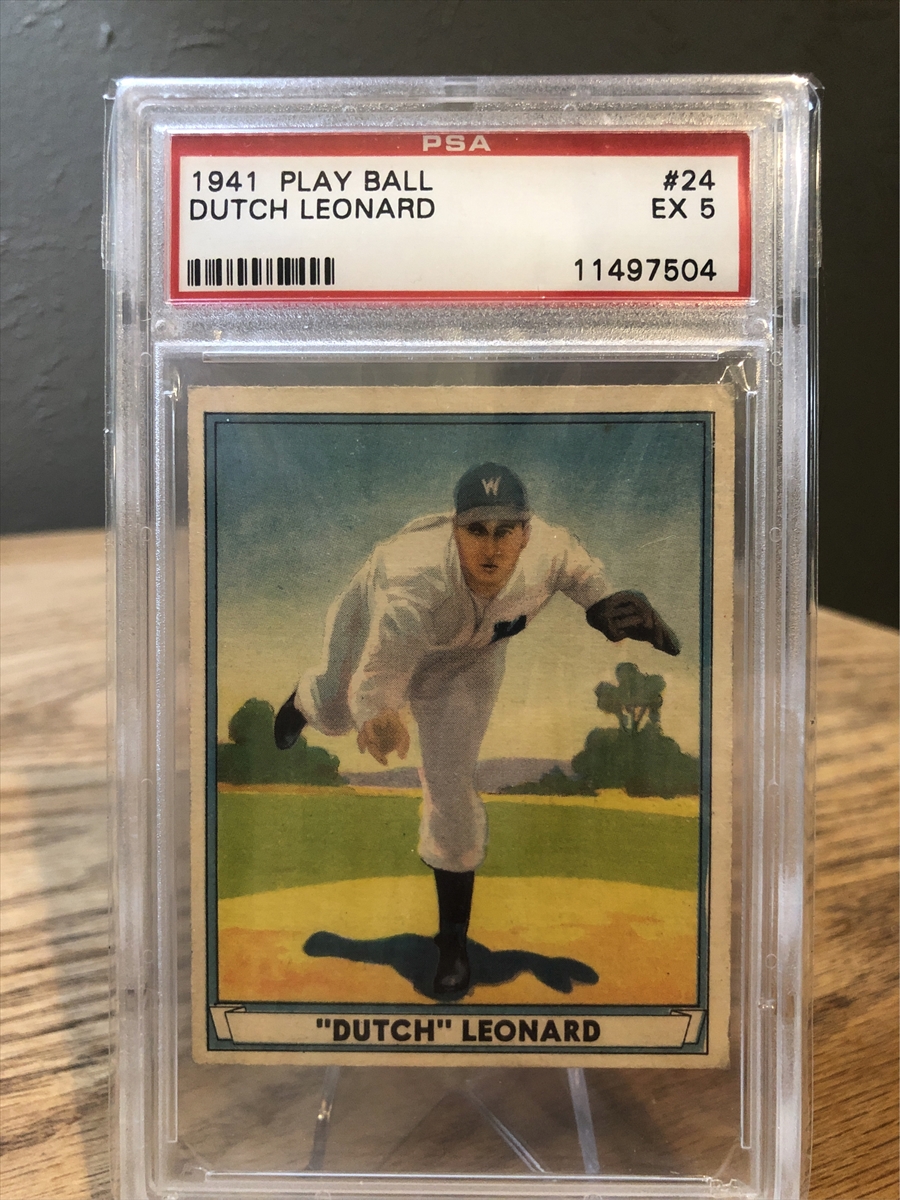 PSA
1941 PLAY BALL #24
DUTCH LEONARD EX 5
11497504
W
"DUTCH" LEONARD